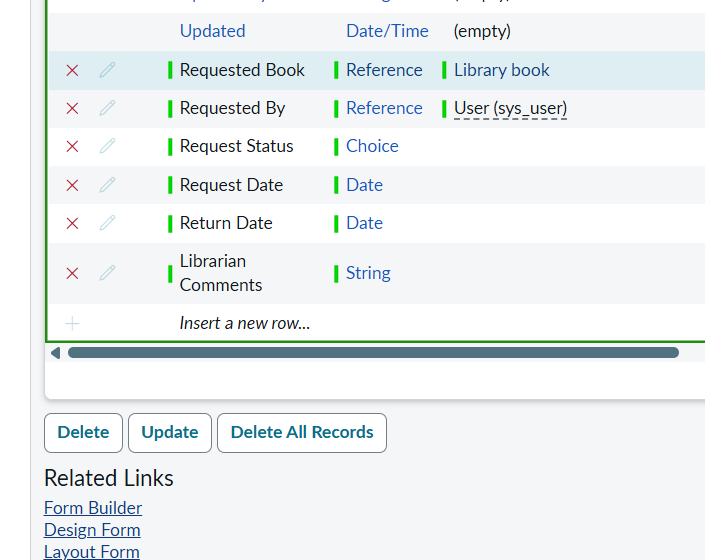 Updated Date/Time (empty)
Requested Book Reference Library book
Requested By Reference User (sys_user)
Request Status Choice
Request Date Date
Return Date Date
Librarian
Comments String
Insert a new row...
Delete Update Delete All Records
Related Links
Form Builder
Design Form
Layout Form